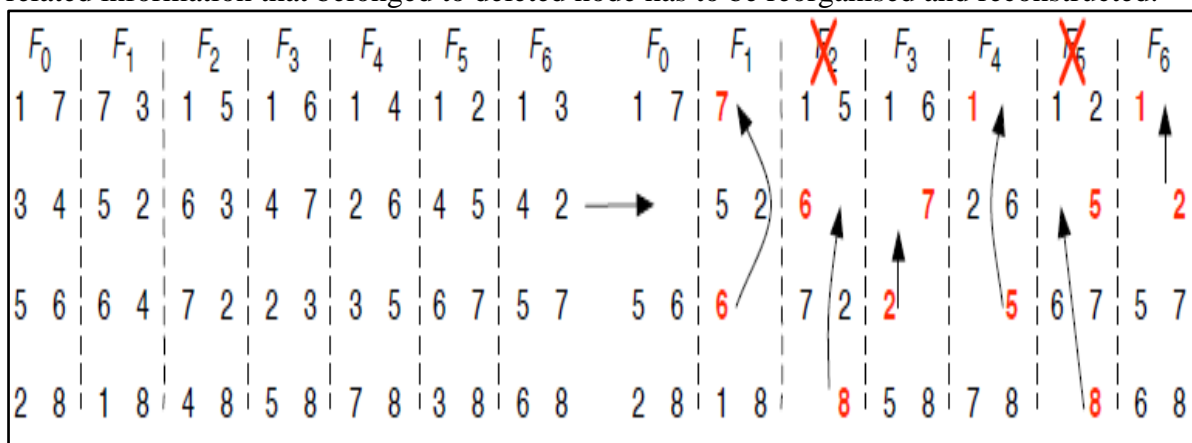 related information that belonged to deleted node has to be reorganised and reconstructed.
F0 F1 F2 F3 F4 F5 F6 F0 F1 F2 F3 F4 F5 F6
1 7 7 3 1 5 1 6 1 4 1 2 1 3 1 7 7 1 5 1 6 1 1 2 1
3 4 5 2 6 3 4 7 2 6 4 5 4 2 5 2 6 7 2 6 5 2
5 6 6 4 7 2 2 3 3 5 6 7 5 7 5 6 6 7 2 2 5 6 7 5 7
2 8 1 8 4 8 5 8 7 8 3 8 6 8 2 8 1 8 8 5 8 7 8 8 6 8